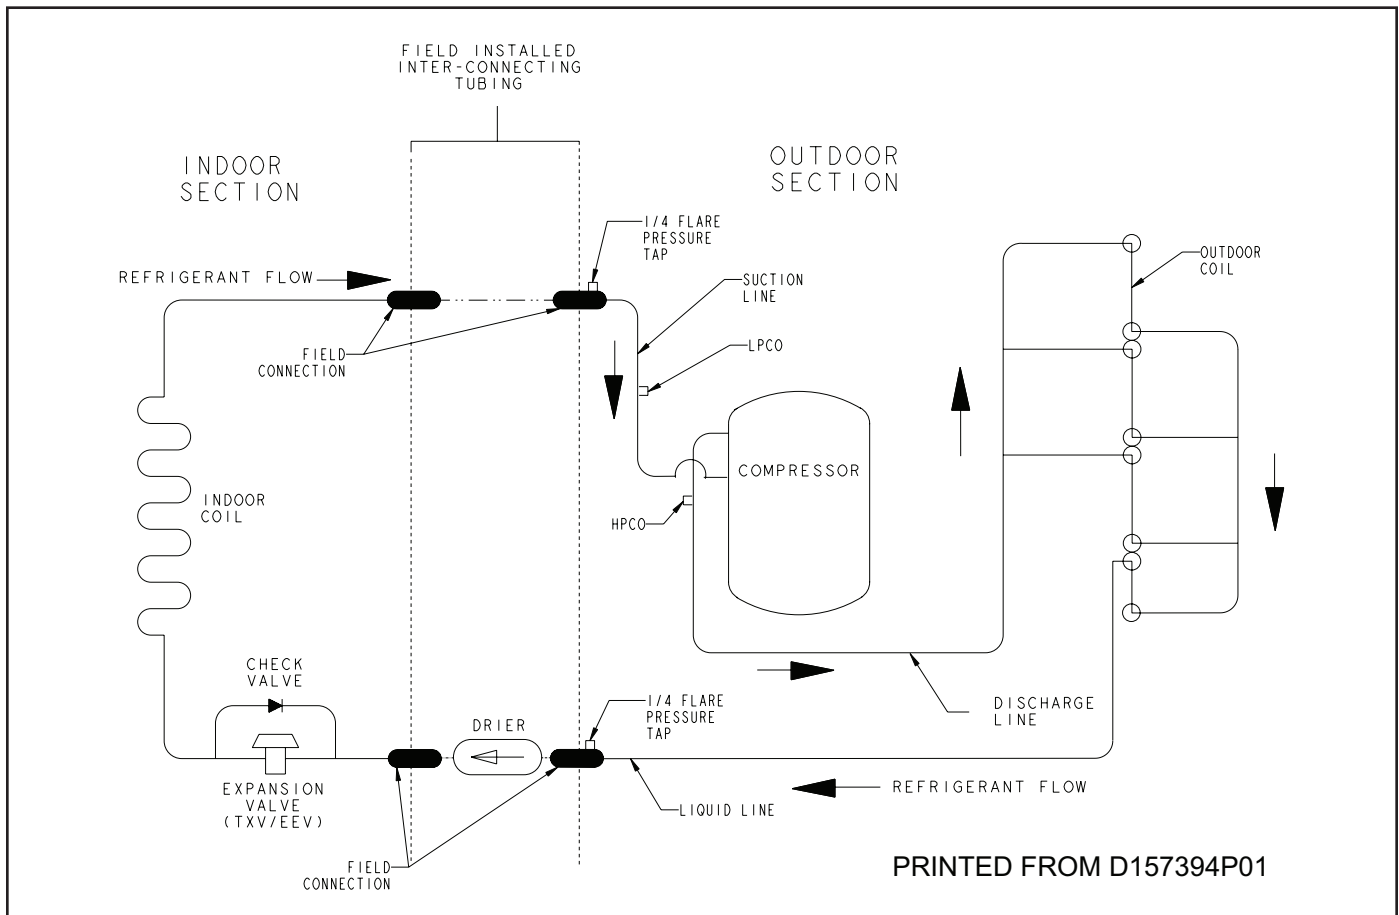 FIELD INSTALLED
INTER-CONNECTING
TUBING
INDOOR
SECTION
OUTDOOR
SECTION
1/4 FLARE
PRESSURE
TAP
REFRIGERANT FLOW
SUCTION
LINE
OUTDOOR
COIL
FIELD
CONNECTION
LPCO
COMPRESSOR
INDOOR
COIL
HPCO
CHECK
VALVE
DRIER
1/4 FLARE
PRESSURE
TAP
DISCHARGE
LINE
EXPANSION
VALVE
(TXV/EEV)
LIQUID LINE
REFRIGERANT FLOW
FIELD
CONNECTION
PRINTED FROM D157394P01